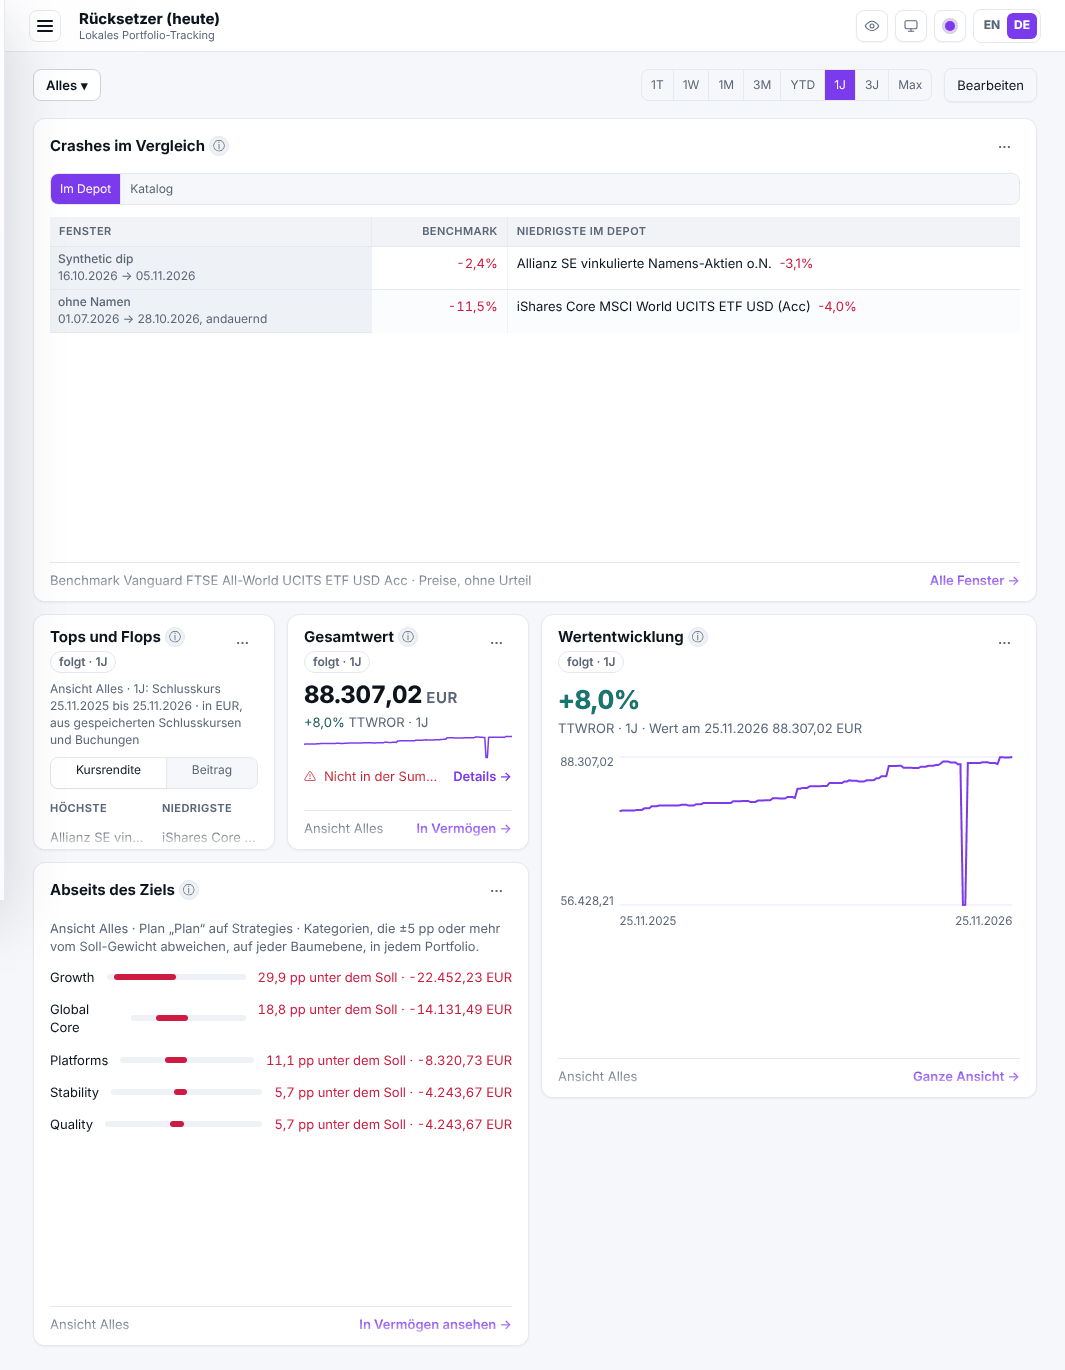 Rücksetzer (heute)
Lokales Portfolio-Tracking
EN DE
Alles ▾
1T 1W 1M 3M YTD 1J 3J Max
Bearbeiten
Crashes im Vergleich ⓘ
...
Im Depot Katalog
FENSTER BENCHMARK NIEDRIGSTE IM DEPOT
Synthetic dip
16.10.2026 → 05.11.2026
-2,4% Allianz SE vinkulierte Namens-Aktien o.N. -3,1%
ohne Namen
01.07.2026 → 28.10.2026, andauernd
-11,5% iShares Core MSCI World UCITS ETF USD (Acc) -4,0%
Benchmark Vanguard FTSE All-World UCITS ETF USD Acc · Preise, ohne Urteil
Alle Fenster →
Tops und Flops ⓘ
...
folgt · 1J
Ansicht Alles · 1J: Schlusskurs
25.11.2025 bis 25.11.2026 · in EUR,
aus gespeicherten Schlusskursen
und Buchungen
Kursrendite Beitrag
HÖCHSTE NIEDRIGSTE
Allianz SE vin... iShares Core ...
Gesamtwert ⓘ
...
folgt · 1J
88.307,02 EUR
+8,0% TTWROR · 1J
Nicht in der Sum... Details →
Ansicht Alles In Vermögen →
Wertentwicklung ⓘ
...
folgt · 1J
+8,0%
TTWROR · 1J · Wert am 25.11.2026 88.307,02 EUR
88.307,02
56.428,21
25.11.2025 25.11.2026
Ansicht Alles Ganze Ansicht →
Abseits des Ziels ⓘ
...
Ansicht Alles · Plan „Plan“ auf Strategies · Kategorien, die ±5 pp oder mehr
vom Soll-Gewicht abweichen, auf jeder Baumebene, in jedem Portfolio.
Growth 29,9 pp unter dem Soll · -22.452,23 EUR
Global
Core
18,8 pp unter dem Soll · -14.131,49 EUR
Platforms 11,1 pp unter dem Soll · -8.320,73 EUR
Stability 5,7 pp unter dem Soll · -4.243,67 EUR
Quality 5,7 pp unter dem Soll · -4.243,67 EUR
Ansicht Alles In Vermögen ansehen →